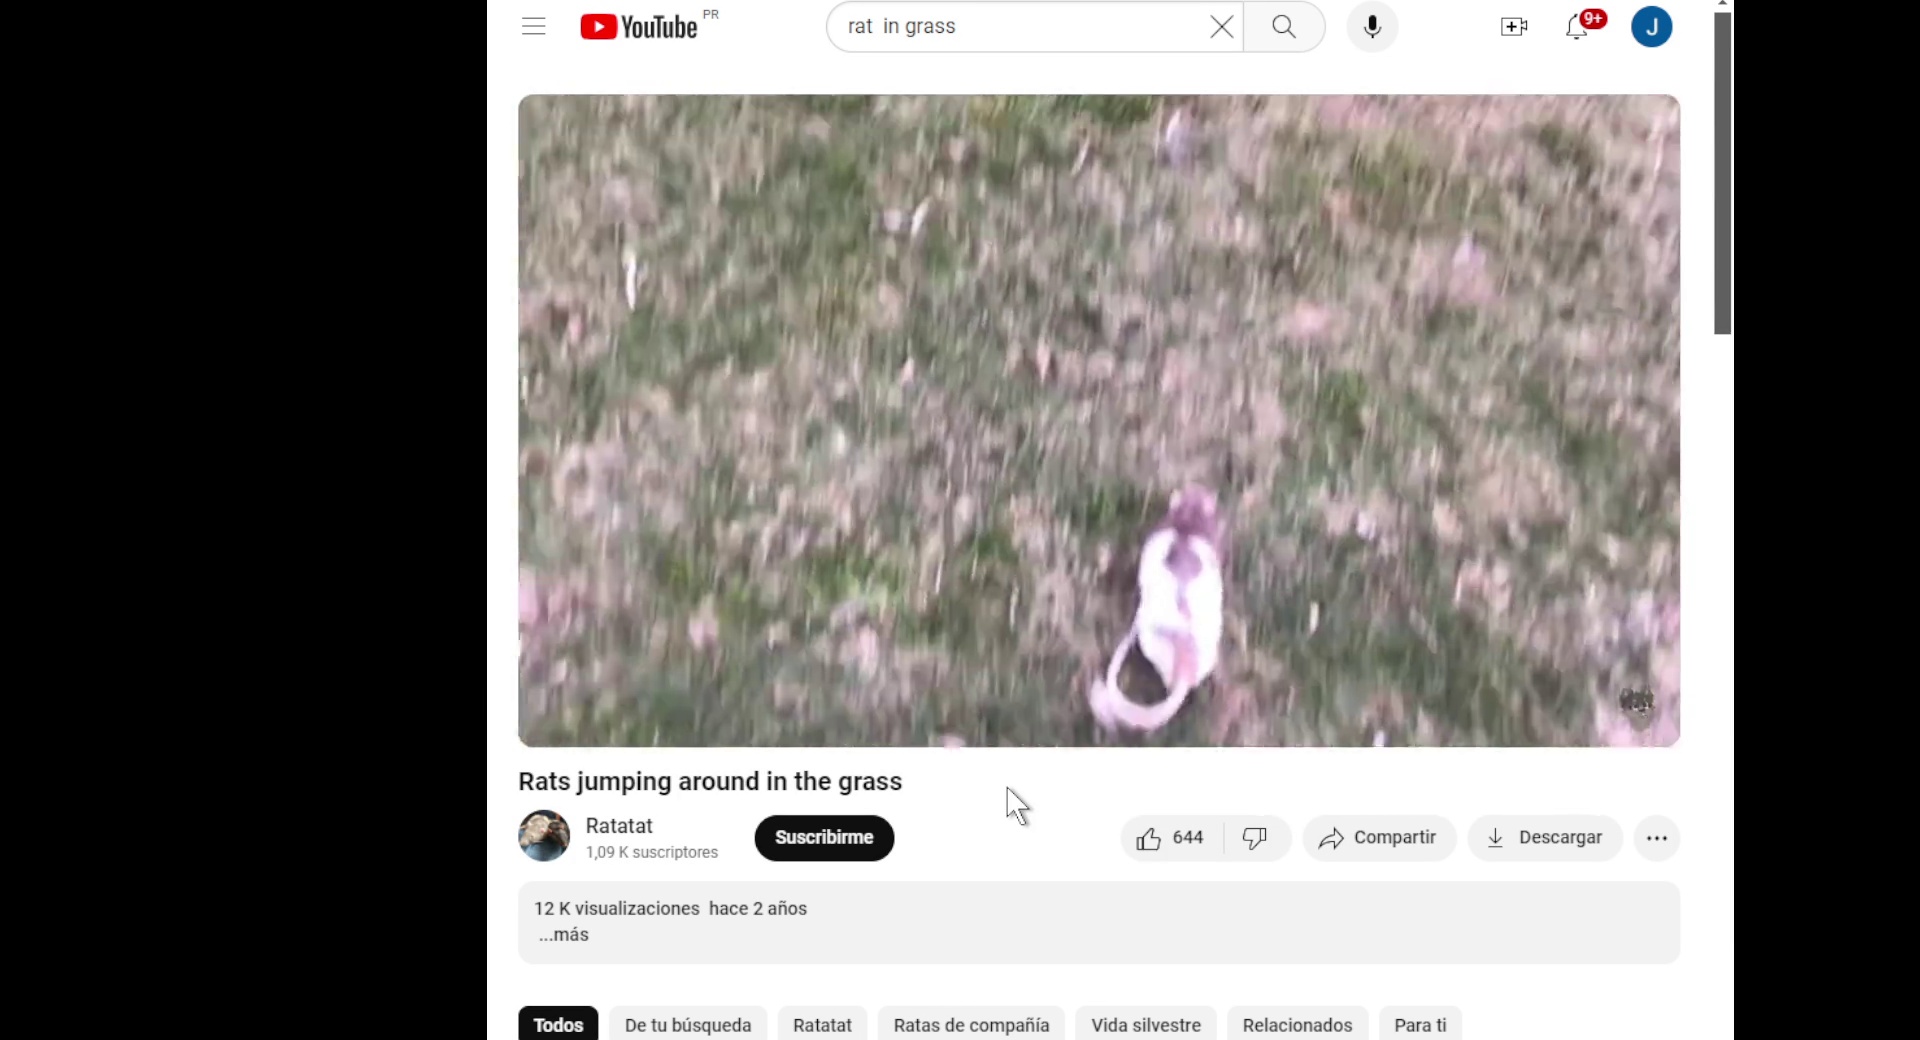 YouTube PR
rat in grass
9+
J
Rats jumping around in the grass
Ratatat
1,09 K suscriptores
Suscribirme
644
Compartir
Descargar
12 K visualizaciones hace 2 años
...más
Todos
De tu búsqueda
Ratatat
Ratas de compañía
Vida silvestre
Relacionados
Para ti